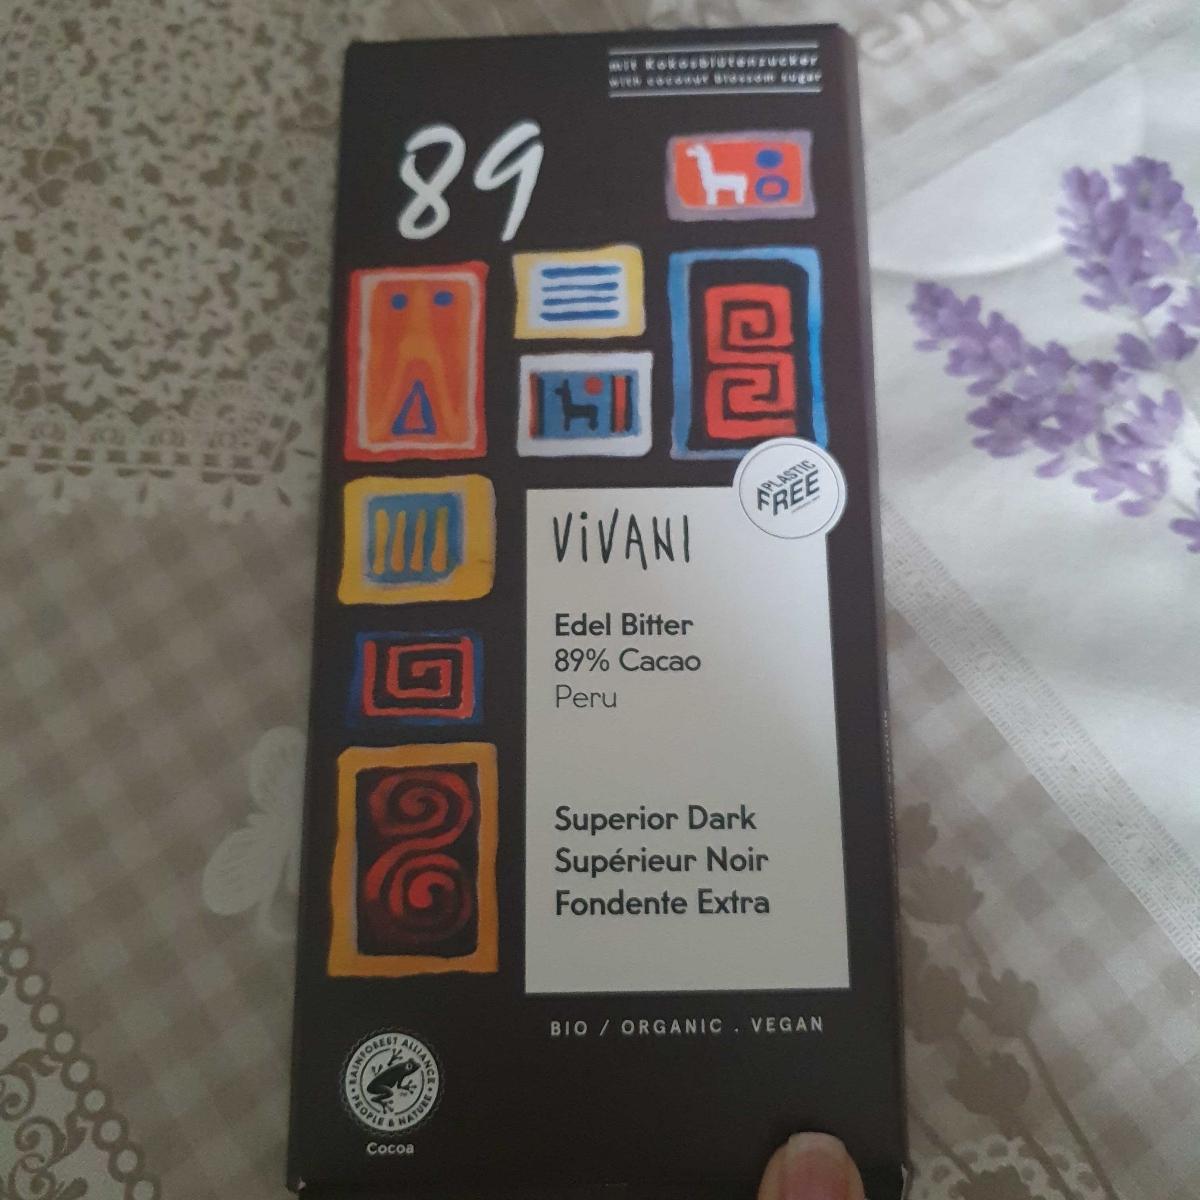 mit Kokosblütenzucker
with coconut blossom sugar
89
PLASTIC
FREE
ViVANI
Edel Bitter
89% Cacao
Peru
Superior Dark
Supérieur Noir
Fondente Extra
BIO / ORGANIC . VEGAN
RAINFOREST ALLIANCE
PEOPLE & NATURE
Cocoa